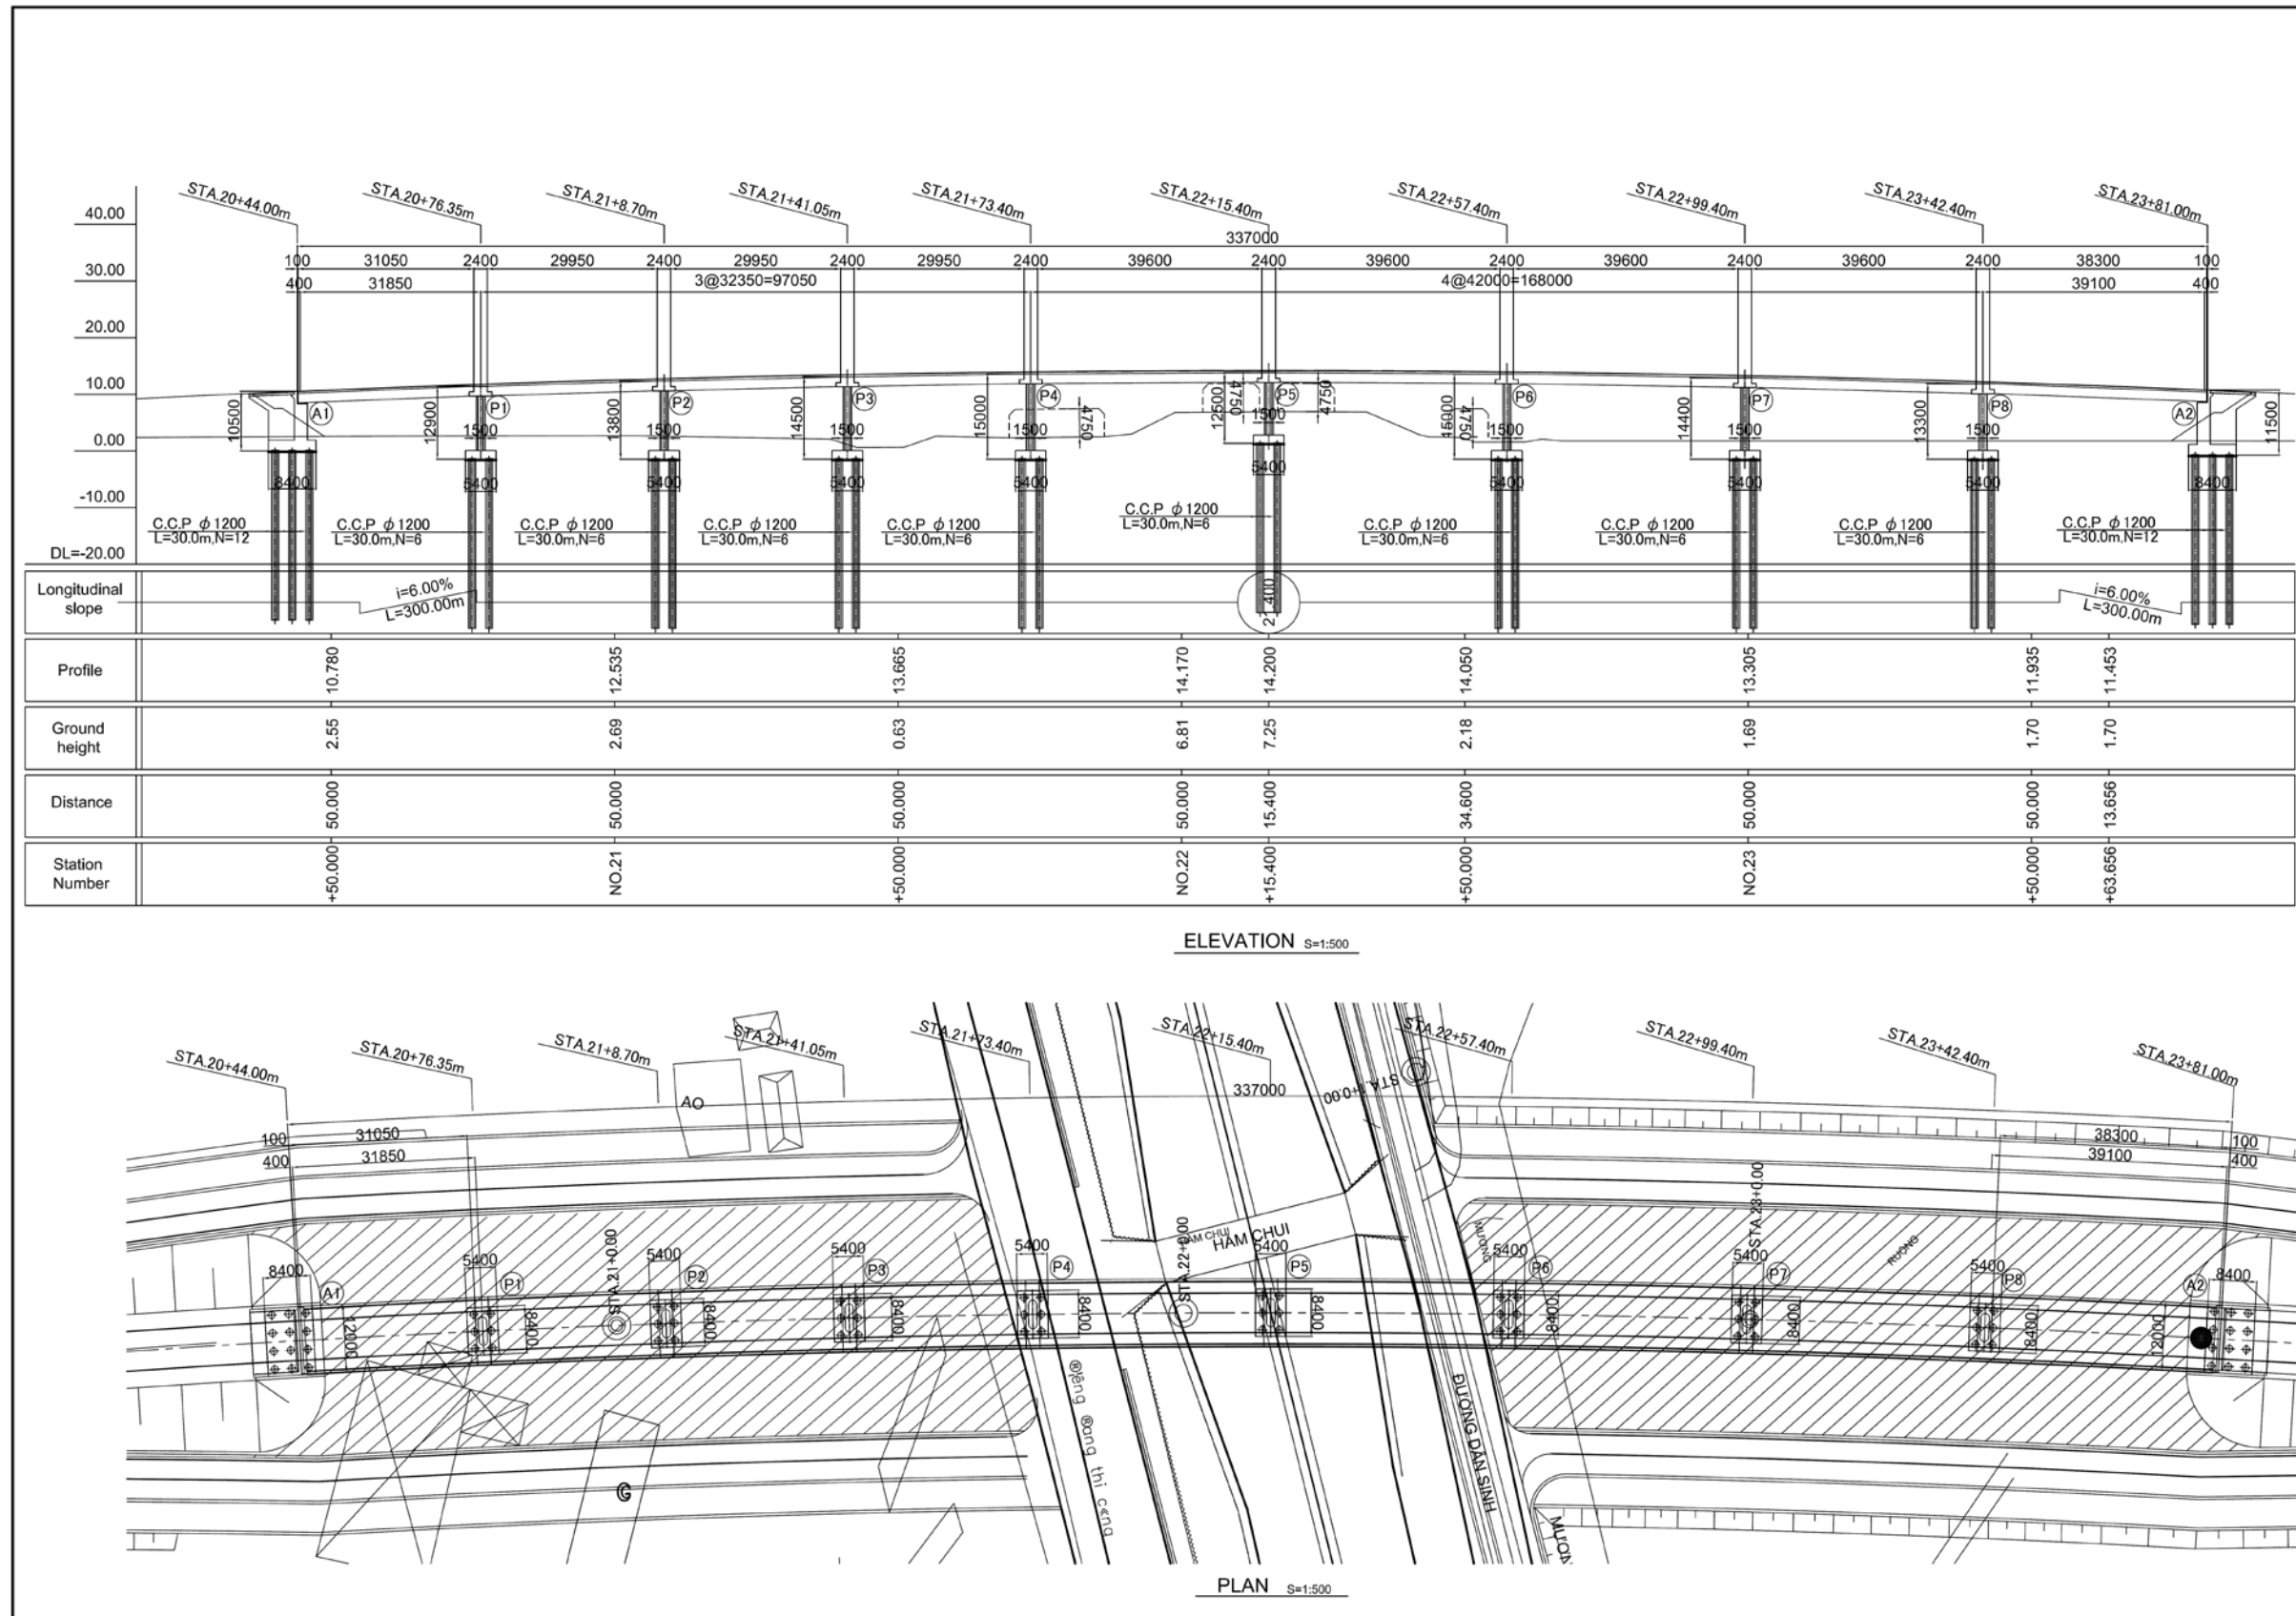 STA.20+44.00m
STA.20+76.35m
STA.21+8.70m
STA.21+41.05m
STA.21+73.40m
STA.22+15.40m
STA.22+57.40m
STA.22+99.40m
STA.23+42.40m
STA.23+81.00m
40.00
30.00
20.00
10.00
0.00
-10.00
DL=-20.00
337000
100 31050 2400 29950 2400 29950 2400 29950 2400 39600 2400 39600 2400 39600 2400 39600 2400 38300 100
400 31850 3@32350=97050 4@42000=168000 39100 400
A1 P1 P2 P3 P4 P5 P6 P7 P8 A2
10500 12900 13800 14500 15000 4750 12500 4750 4750 15000 4750 14400 13300 11500
1500 1500 1500 1500 1500 1500 1500 1500
8400 5400 5400 5400 5400 5400 5400 5400 5400 8400
C.C.P ϕ1200
L=30.0m,N=12
C.C.P ϕ1200
L=30.0m,N=6
C.C.P ϕ1200
L=30.0m,N=6
C.C.P ϕ1200
L=30.0m,N=6
C.C.P ϕ1200
L=30.0m,N=6
C.C.P ϕ1200
L=30.0m,N=6
C.C.P ϕ1200
L=30.0m,N=6
C.C.P ϕ1200
L=30.0m,N=6
C.C.P ϕ1200
L=30.0m,N=6
C.C.P ϕ1200
L=30.0m,N=12
Longitudinal
slope
i=6.00%
L=300.00m
i=6.00%
L=300.00m
Profile 10.780 12.535 13.665 14.170 14.200 14.050 13.305 11.935 11.453
Ground
height
2.55 2.69 0.63 6.81 7.25 2.18 1.69 1.70 1.70
Distance 50.000 50.000 50.000 50.000 15.400 34.600 50.000 50.000 13.656
Station
Number
+50.000 NO.21 +50.000 NO.22 +15.400 +50.000 NO.23 +50.000 +63.656
ELEVATION S=1:500
STA.20+44.00m
STA.20+76.35m
STA.21+8.70m
STA.21+41.05m
STA.21+73.40m
STA.22+15.40m
STA.22+57.40m
STA.22+99.40m
STA.23+42.40m
STA.23+81.00m
337000
AO
100 31050
400 31850
38300 100
39100 400
STA.21+0.00
STA.22+0.00
STA.23+0.00
HAM CHUI
HAM CHUI
MUONG
RUONG
8400 5400 5400 5400 5400 5400 5400 5400 5400 8400
A1 P1 P2 P3 P4 P5 P6 P7 P8 A2
12000 8400 8400 8400 8400 8400 8400 8400 8400 12000
ĐƯỜNG DÂN SINH
G
PLAN S=1:500